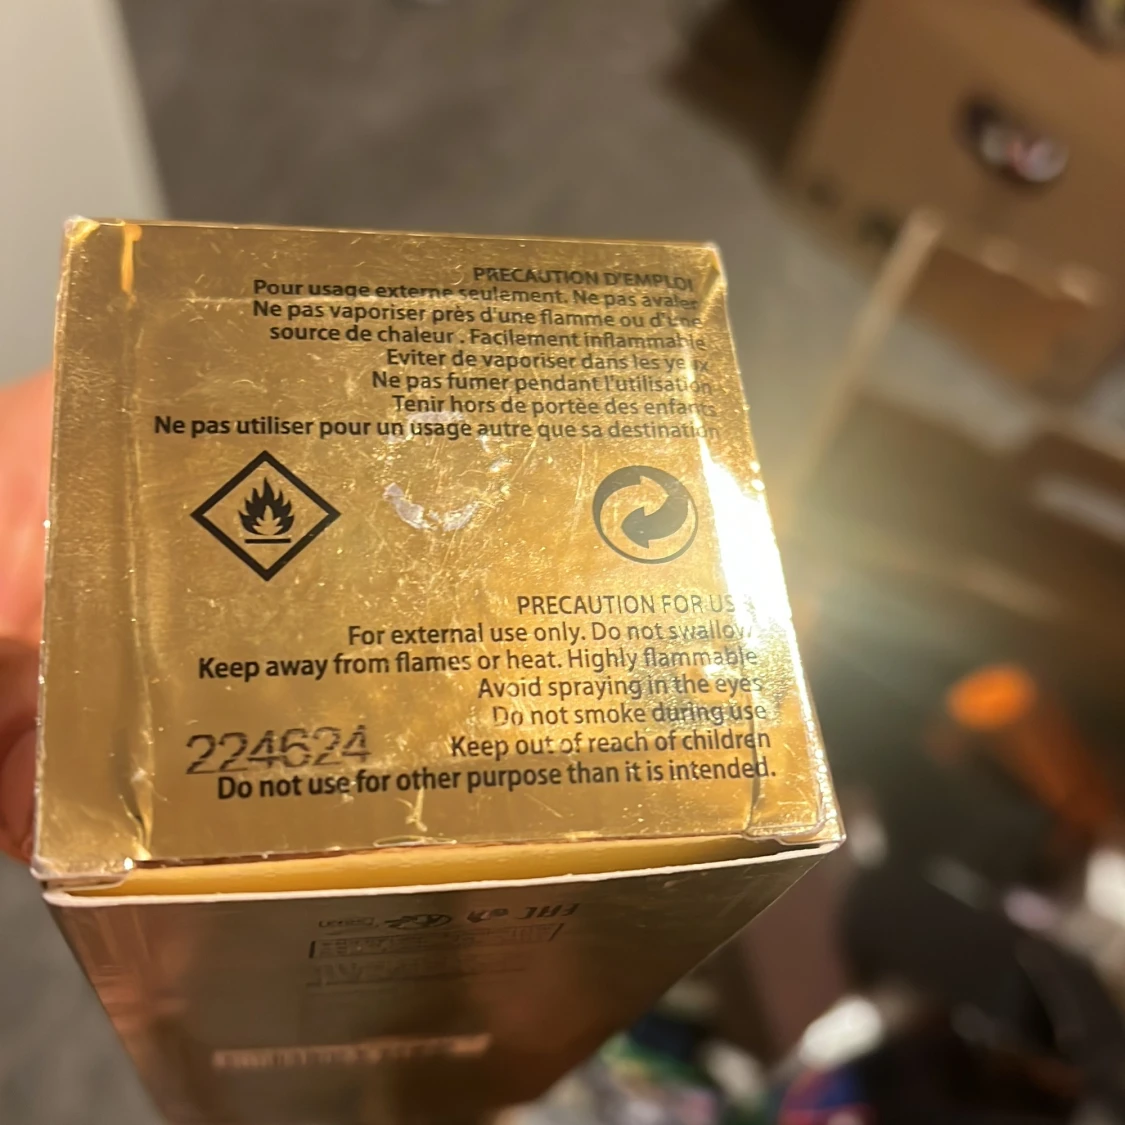 PRECAUTION D'EMPLOI
Pour usage externe seulement. Ne pas avaler
Ne pas vaporiser près d'une flamme ou d'une
source de chaleur . Facilement inflammable
Eviter de vaporiser dans les yeux
Ne pas fumer pendant l'utilisation
Tenir hors de portèe des enfants
Ne pas utiliser pour un usage autre que sa destination
PRECAUTION FOR USE
For external use only. Do not swallow
Keep away from flames or heat. Highly flammable
Avoid spraying in the eyes
Do not smoke during use
Keep out of reach of children
224624
Do not use for other purpose than it is intended.